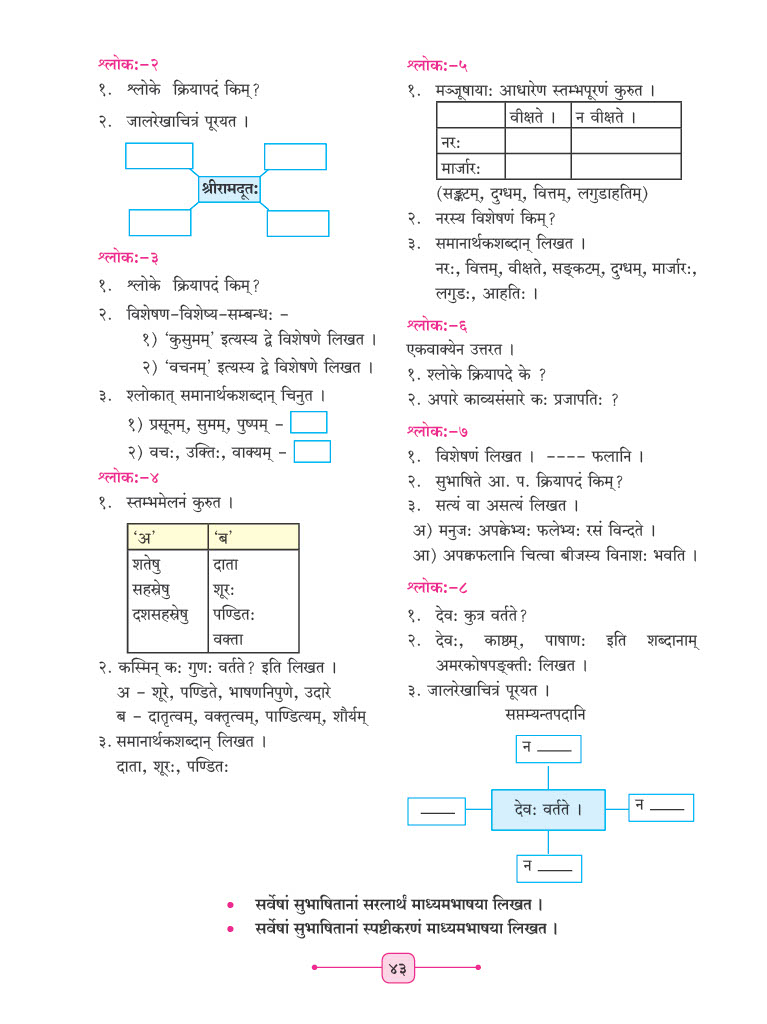 श्लोकः-२
१. श्लोके क्रियापदं किम्?
२. जालरेखाचित्रं पूरयत ।
श्रीरामदूतः
श्लोकः-३
१. श्लोके क्रियापदं किम्?
२. विशेषण-विशेष्य-सम्बन्धः -
१) ‘कुसुमम्’ इत्यस्य द्वे विशेषणे लिखत ।
२) ‘वचनम्’ इत्यस्य द्वे विशेषणे लिखत ।
३. श्लोकात् समानार्थकशब्दान् चिनुत ।
१) प्रसूनम्, सुमम्, पुष्पम् -
२) वचः, उक्तिः, वाक्यम् -
श्लोकः-४
१. स्तम्भमेलनं कुरुत ।
‘अ’ ‘ब’
शतेषु दाता
सहस्रेषु शूरः
दशसहस्रेषु पण्डितः
वक्ता
२. कस्मिन् कः गुणः वर्तते? इति लिखत ।
अ - शूरे, पण्डिते, भाषणनिपुणे, उदारे
ब - दातृत्वम्, वक्तृत्वम्, पाण्डित्यम्, शौर्यम्
३. समानार्थकशब्दान् लिखत ।
दाता, शूरः, पण्डितः
श्लोकः-५
१. मञ्जूषायाः आधारेण स्तम्भपूरणं कुरुत ।
वीक्षते । न वीक्षते ।
नरः
मार्जारः
(सङ्कटम्, दुग्धम्, वित्तम्, लगुडाहतिम्)
२. नरस्य विशेषणं किम्?
३. समानार्थकशब्दान् लिखत ।
नरः, वित्तम्, वीक्षते, सङ्कटम्, दुग्धम्, मार्जारः,
लगुडः, आहतिः ।
श्लोकः-६
एकवाक्येन उत्तरत ।
१. श्लोके क्रियापदे के ?
२. अपारे काव्यसंसारे कः प्रजापतिः ?
श्लोकः-७
१. विशेषणं लिखत । ---- फलानि ।
२. सुभाषिते आ. प. क्रियापदं किम्?
३. सत्यं वा असत्यं लिखत ।
अ) मनुजः अपक्वेभ्यः फलेभ्यः रसं विन्दते ।
आ) अपक्वफलानि चित्वा बीजस्य विनाशः भवति ।
श्लोकः-८
१. देवः कुत्र वर्तते?
२. देवः, काष्ठम्, पाषाणः इति शब्दानाम्
अमरकोषपङ्क्तीः लिखत ।
३. जालरेखाचित्रं पूरयत ।
सप्तम्यन्तपदानि
न ____
____ देवः वर्तते । न ____
न ____
• सर्वेषां सुभाषितानां सरलार्थं माध्यमभाषया लिखत ।
• सर्वेषां सुभाषितानां स्पष्टीकरणं माध्यमभाषया लिखत ।
४३